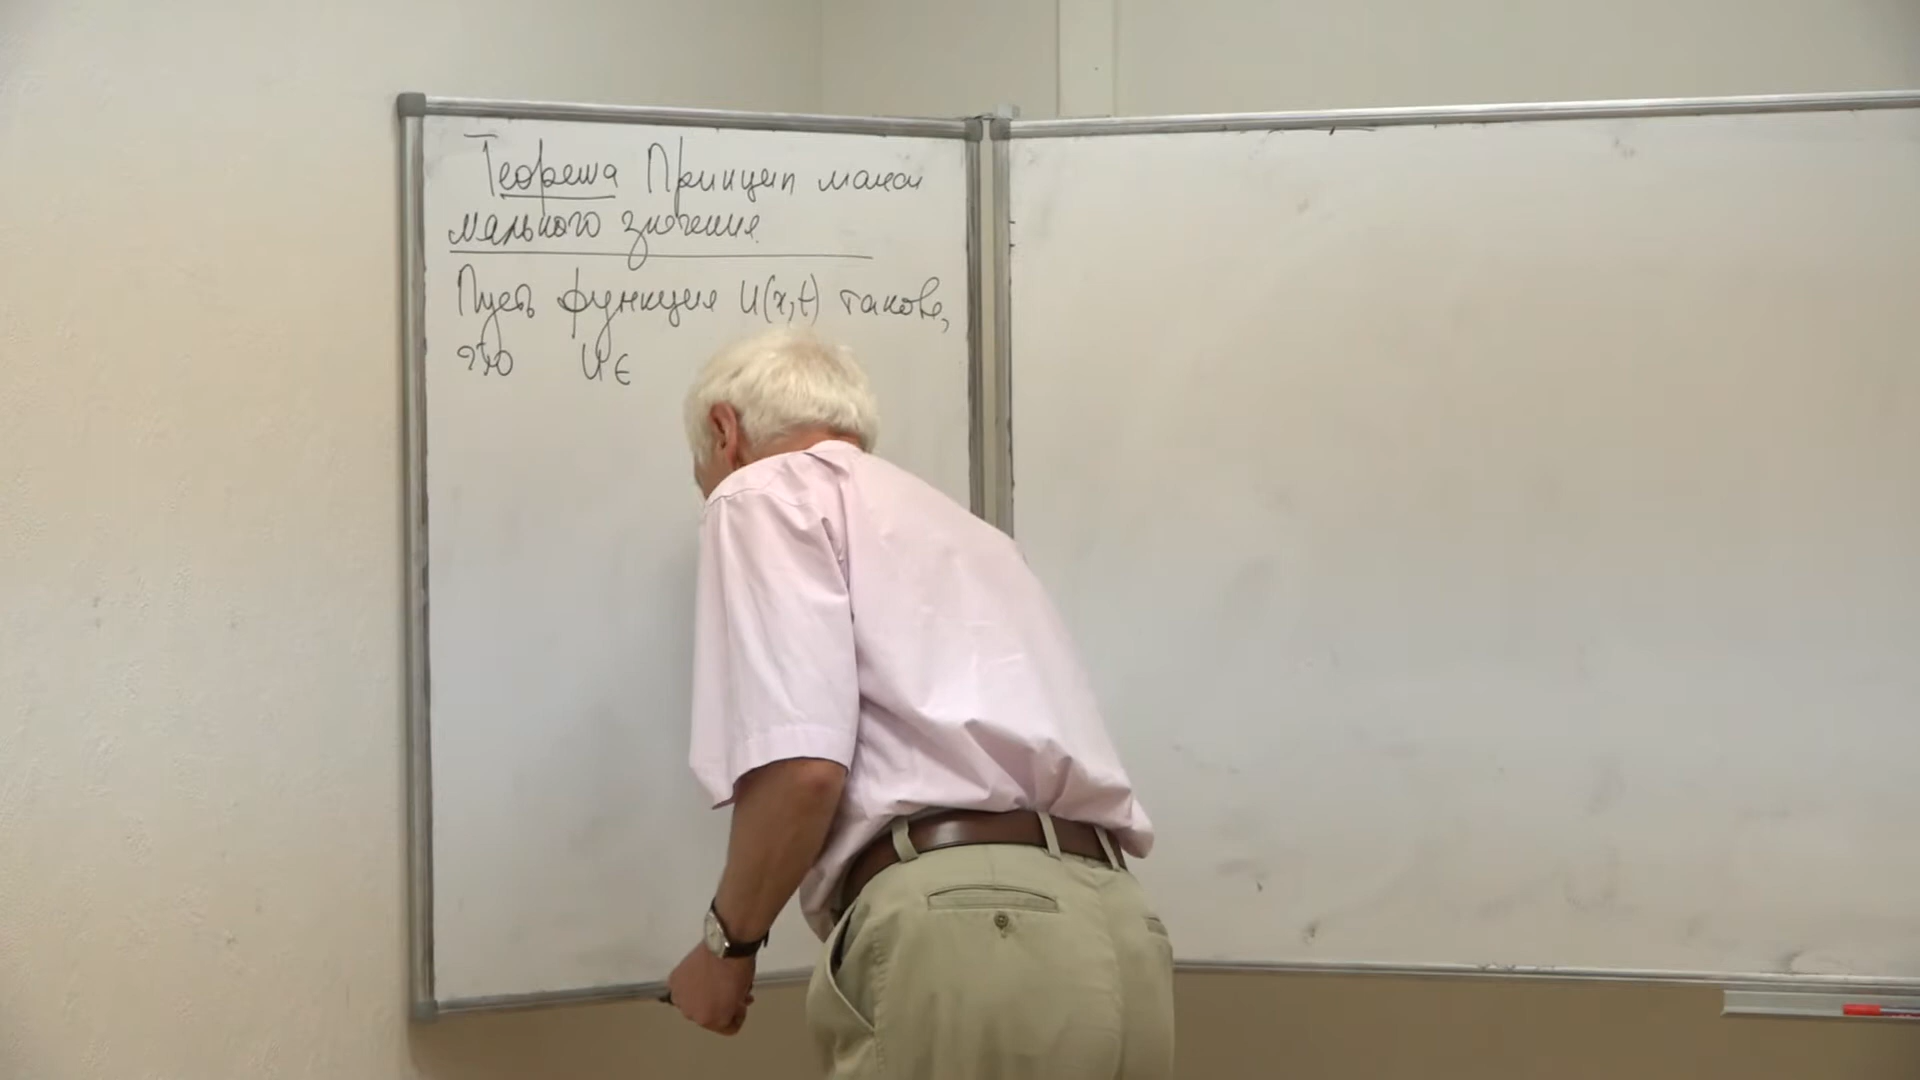 Теорема Принцип макси
мального значения.
Пусть функция u(x,t) такова,
что u ∈